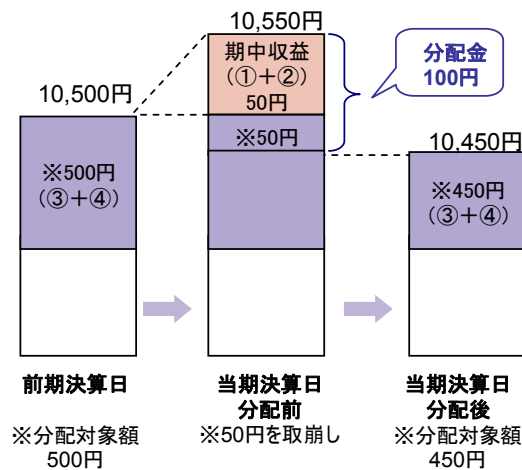 10,500円
※500円
(③+④)
前期決算日
※分配対象額
500円
10,550円
期中収益
(①+②)
50円
※50円
当期決算日
分配前
※50円を取崩し
分配金
100円
10,450円
※450円
(③+④)
当期決算日
分配後
※分配対象額
450円